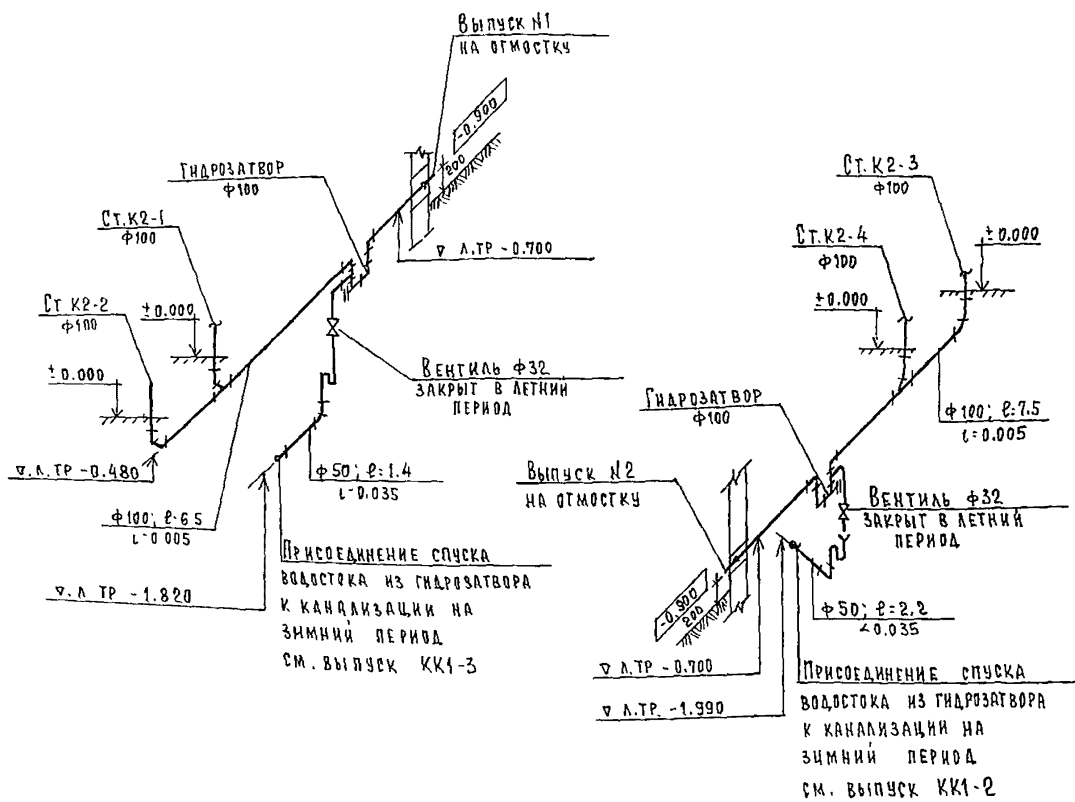 Выпуск N1
на отмостку
-0.900
200
Гидрозатвор
ф100
Ст.К2-1
ф100
▽ Л.ТР -0.700
Ст К2-2
ф100
±0.000
±0.000
Вентиль ф32
закрыт в летний
период
▽.Л.ТР -0.480
ф50; ℓ=1.4
i-0.035
ф100; ℓ-6.5
i-0.005
▽.Л ТР -1.820
Присоединение спуска
водостока из гидрозатвора
к канализации на
зимний период
см. выпуск КК1-3
Ст.К2-3
ф100
Ст.К2-4
ф100
±0.000
±0.000
Гидрозатвор
ф100
ф100; ℓ=7.5
i=0.005
Выпуск N2
на отмостку
Вентиль ф32
закрыт в летний
период
-0.900
200
ф50; ℓ=2.2
<0.035
▽ Л.ТР -0.700
▽ Л.ТР. -1.990
Присоединение спуска
водостока из гидрозатвора
к канализации на
зимний период
см. выпуск КК1-2